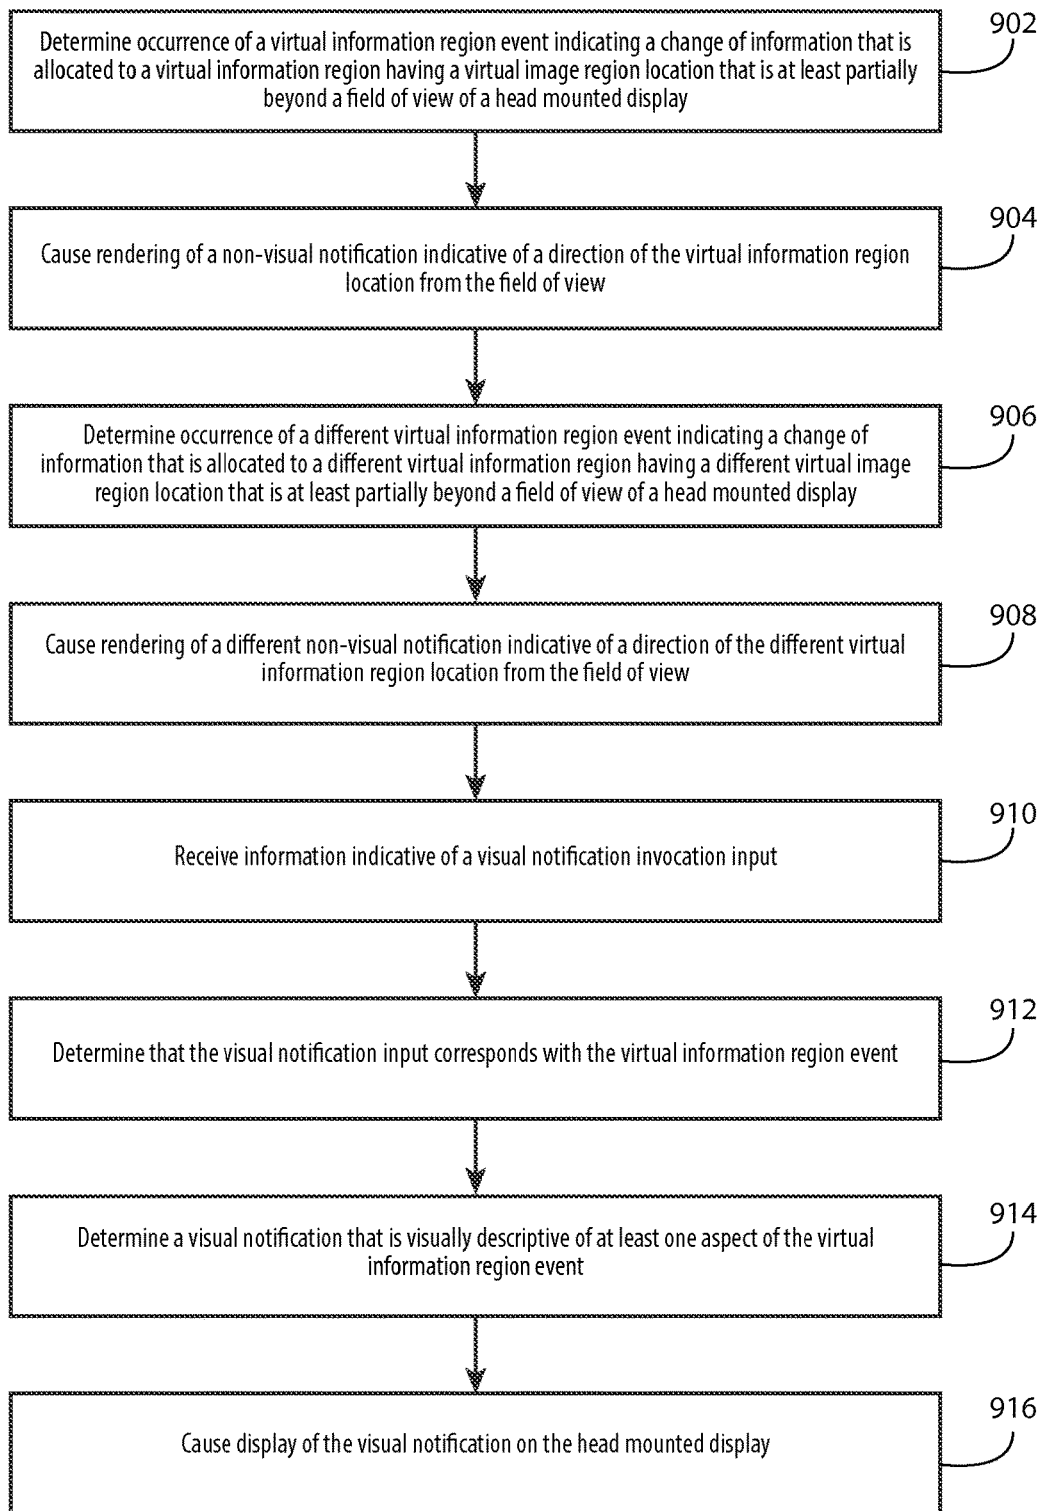 902
Determine occurrence of a virtual information region event indicating a change of information that is
allocated to a virtual information region having a virtual image region location that is at least partially
beyond a field of view of a head mounted display
904
Cause rendering of a non-visual notification indicative of a direction of the virtual information region
location from the field of view
906
Determine occurrence of a different virtual information region event indicating a change of
information that is allocated to a different virtual information region having a different virtual image
region location that is at least partially beyond a field of view of a head mounted display
908
Cause rendering of a different non-visual notification indicative of a direction of the different virtual
information region location from the field of view
910
Receive information indicative of a visual notification invocation input
912
Determine that the visual notification input corresponds with the virtual information region event
914
Determine a visual notification that is visually descriptive of at least one aspect of the virtual
information region event
916
Cause display of the visual notification on the head mounted display